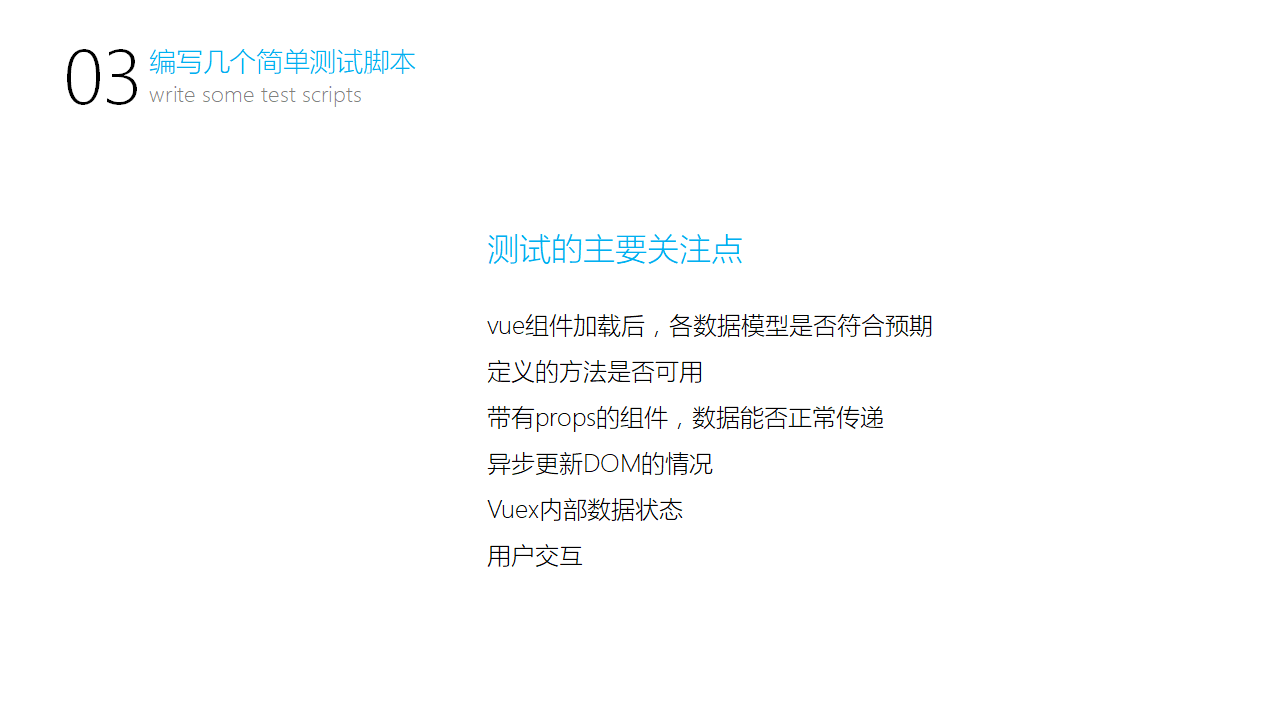 03
编写几个简单测试脚本
write some test scripts
测试的主要关注点
vue组件加载后，各数据模型是否符合预期
定义的方法是否可用
带有props的组件，数据能否正常传递
异步更新DOM的情况
Vuex内部数据状态
用户交互